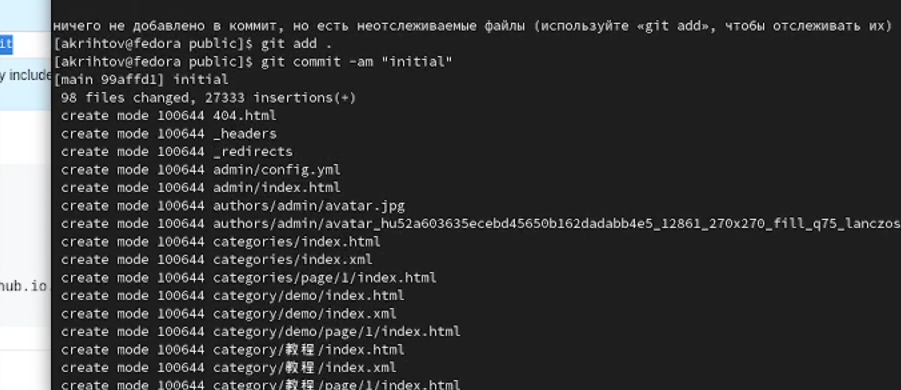 ничего не добавлено в коммит, но есть неотслеживаемые файлы (используйте «git add», чтобы отслеживать их)
[akrihtov@fedora public]$ git add .
it
[akrihtov@fedora public]$ git commit -am "initial"
y include
[main 99affd1] initial
98 files changed, 27333 insertions(+)
create mode 100644 404.html
create mode 100644 _headers
create mode 100644 _redirects
create mode 100644 admin/config.yml
create mode 100644 admin/index.html
create mode 100644 authors/admin/avatar.jpg
create mode 100644 authors/admin/avatar_hu52a603635ecebd45650b162dadabb4e5_12861_270x270_fill_q75_lanczos
create mode 100644 categories/index.html
create mode 100644 categories/index.xml
create mode 100644 categories/page/1/index.html
hub.io.
create mode 100644 category/demo/index.html
create mode 100644 category/demo/index.xml
create mode 100644 category/demo/page/1/index.html
create mode 100644 category/教程/index.html
create mode 100644 category/教程/index.xml
create mode 100644 category/教程/page/1/index.html